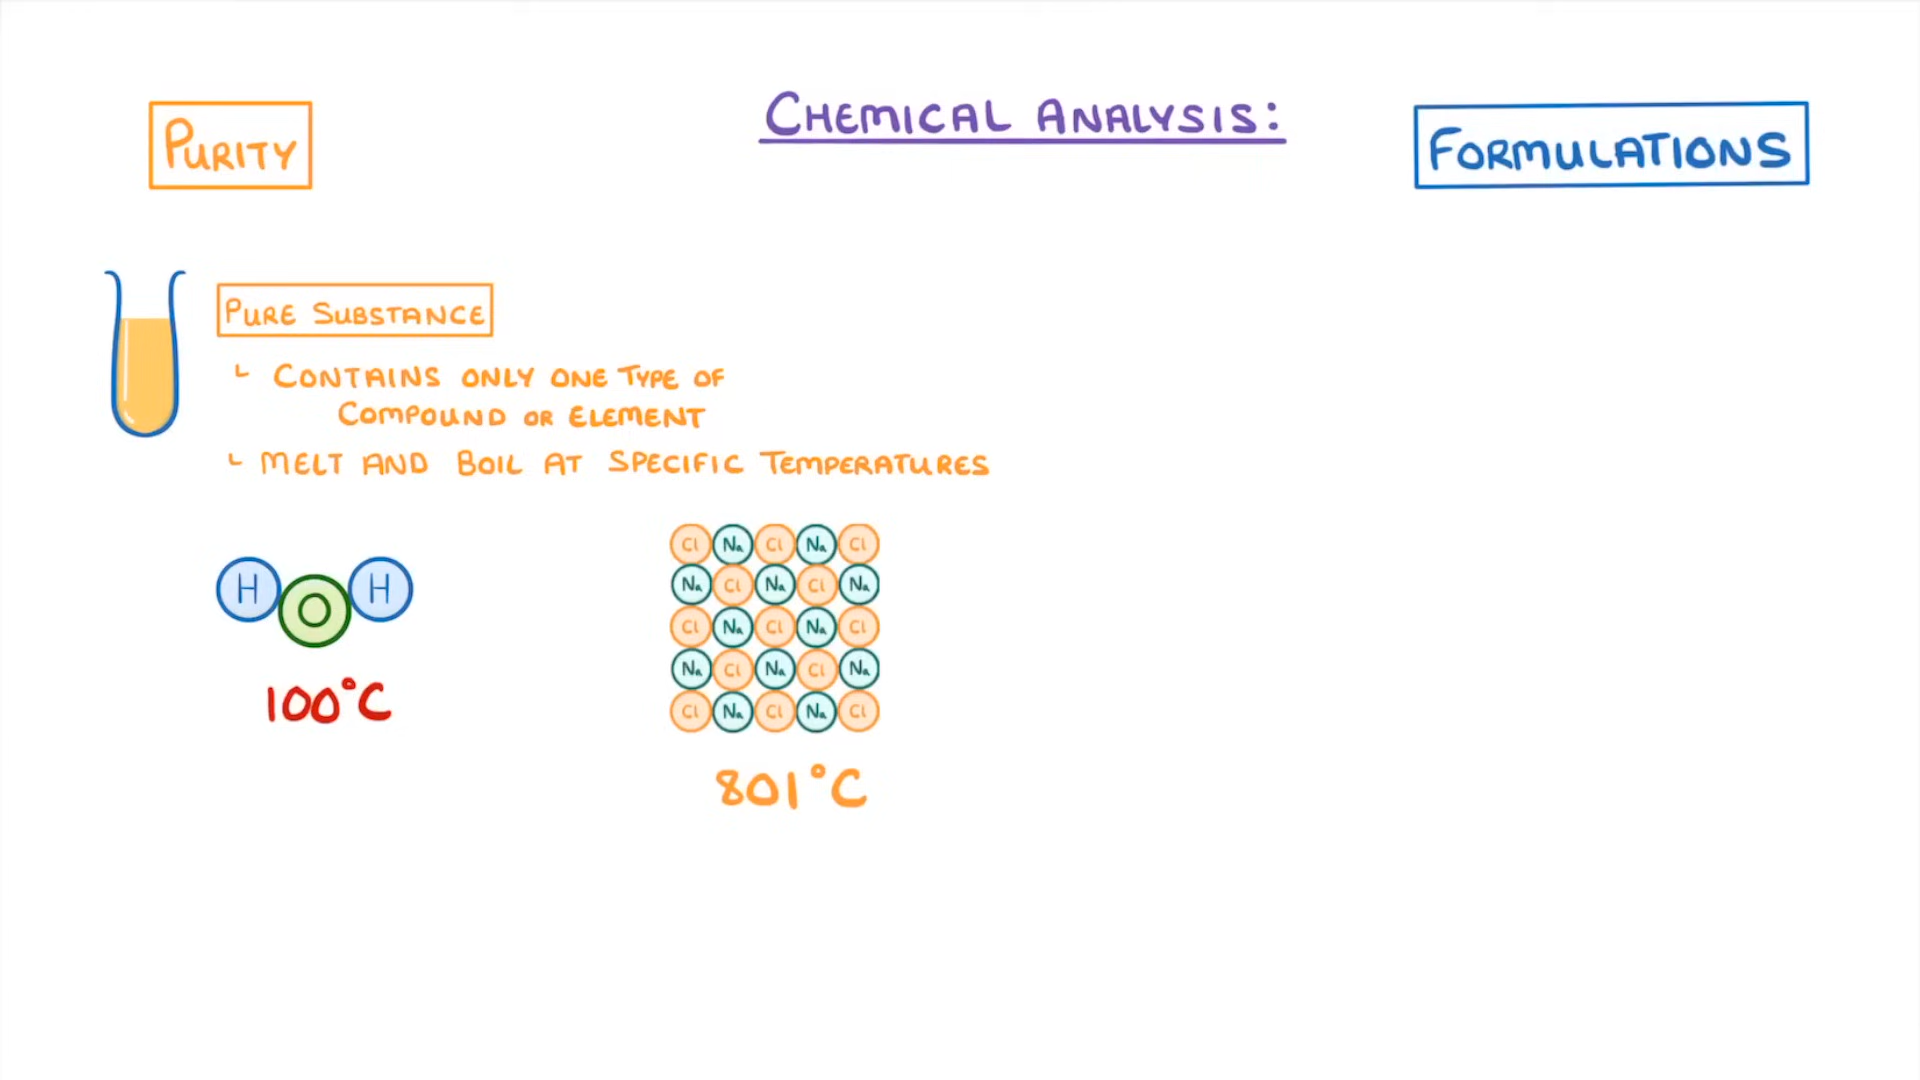 CHEMICAL ANALYSIS:
PURITY
FORMULATIONS
PURE SUBSTANCE
CONTAINS ONLY ONE TYPE OF
COMPOUND OR ELEMENT
MELT AND BOIL AT SPECIFIC TEMPERATURES
H O H
100°C
Cl Na Cl Na Cl
Na Cl Na Cl Na
Cl Na Cl Na Cl
Na Cl Na Cl Na
Cl Na Cl Na Cl
801°C